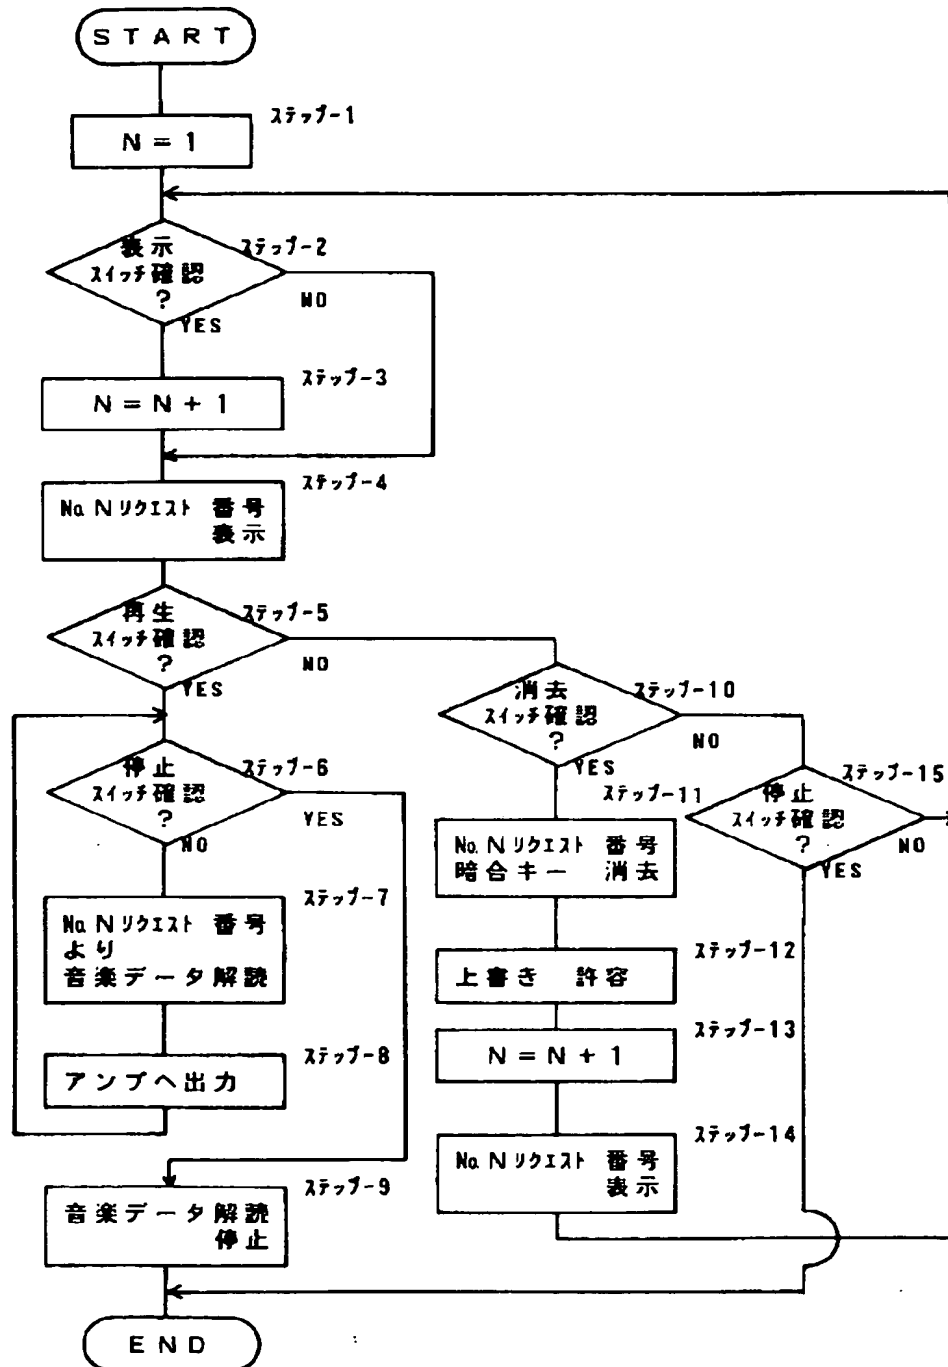 START
ステップ-1
N = 1
表示
スイッチ確認
?
ステップ-2
NO
YES
ステップ-3
N = N + 1
ステップ-4
No. N リクエスト 番号
表示
再生
スイッチ確認
?
ステップ-5
NO
YES
停止
スイッチ確認
?
ステップ-6
YES
NO
ステップ-7
No. N リクエスト 番号
より
音楽データ解読
ステップ-8
アンプへ出力
ステップ-9
音楽データ解読
停止
END
消去
スイッチ確認
?
ステップ-10
NO
YES
ステップ-11
No. N リクエスト 番号
暗合キー 消去
ステップ-12
上書き 許容
ステップ-13
N = N + 1
ステップ-14
No. N リクエスト 番号
表示
ステップ-15
停止
スイッチ確認
?
NO
YES